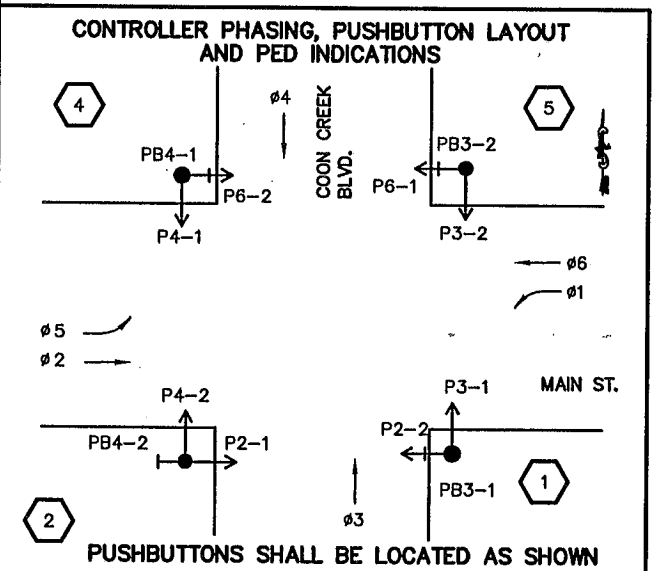 CONTROLLER PHASING, PUSHBUTTON LAYOUT
AND PED INDICATIONS
4
ø4
COON CREEK
BLVD.
5
PB4-1
PB3-2
P6-2
P6-1
P4-1
P3-2
ø6
ø1
ø5
ø2
MAIN ST.
P4-2
P3-1
PB4-2
P2-1
P2-2
PB3-1
1
2
ø3
PUSHBUTTONS SHALL BE LOCATED AS SHOWN